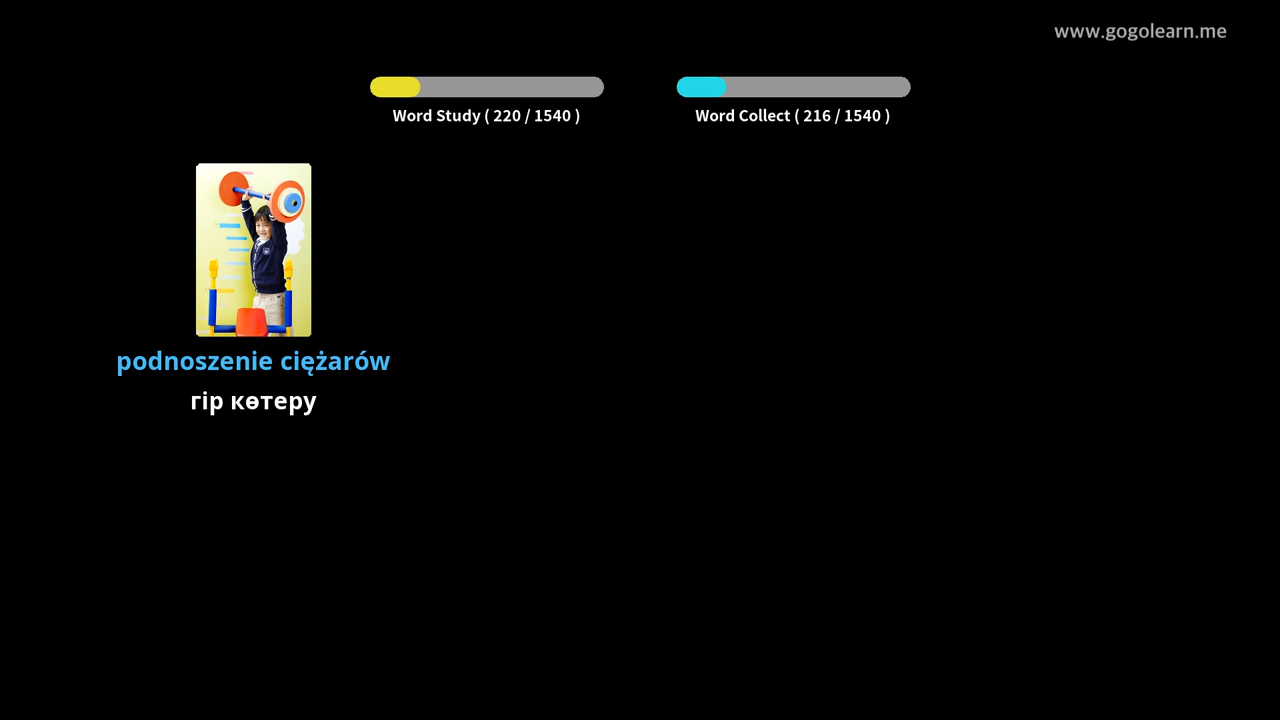 www.gogolearn.me
Word Study ( 220 / 1540 )
Word Collect ( 216 / 1540 )
podnoszenie ciężarów
гір көтеру